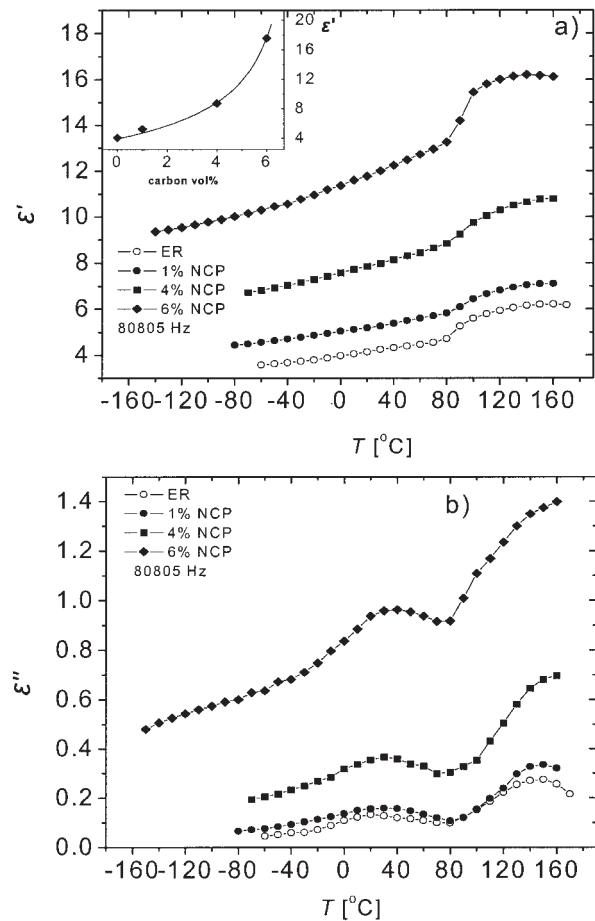 a)
20
16
12
8
4
ε'
0
2
4
6
carbon vol%
18
16
14
12
10
8
6
4
ε'
ER
1% NCP
4% NCP
6% NCP
80805 Hz
-160 -120 -80 -40 0 40 80 120 160
T [°C]
b)
1.4
1.2
1.0
0.8
0.6
0.4
0.2
0.0
ε"
ER
1% NCP
4% NCP
6% NCP
80805 Hz
-160 -120 -80 -40 0 40 80 120 160
T [°C]